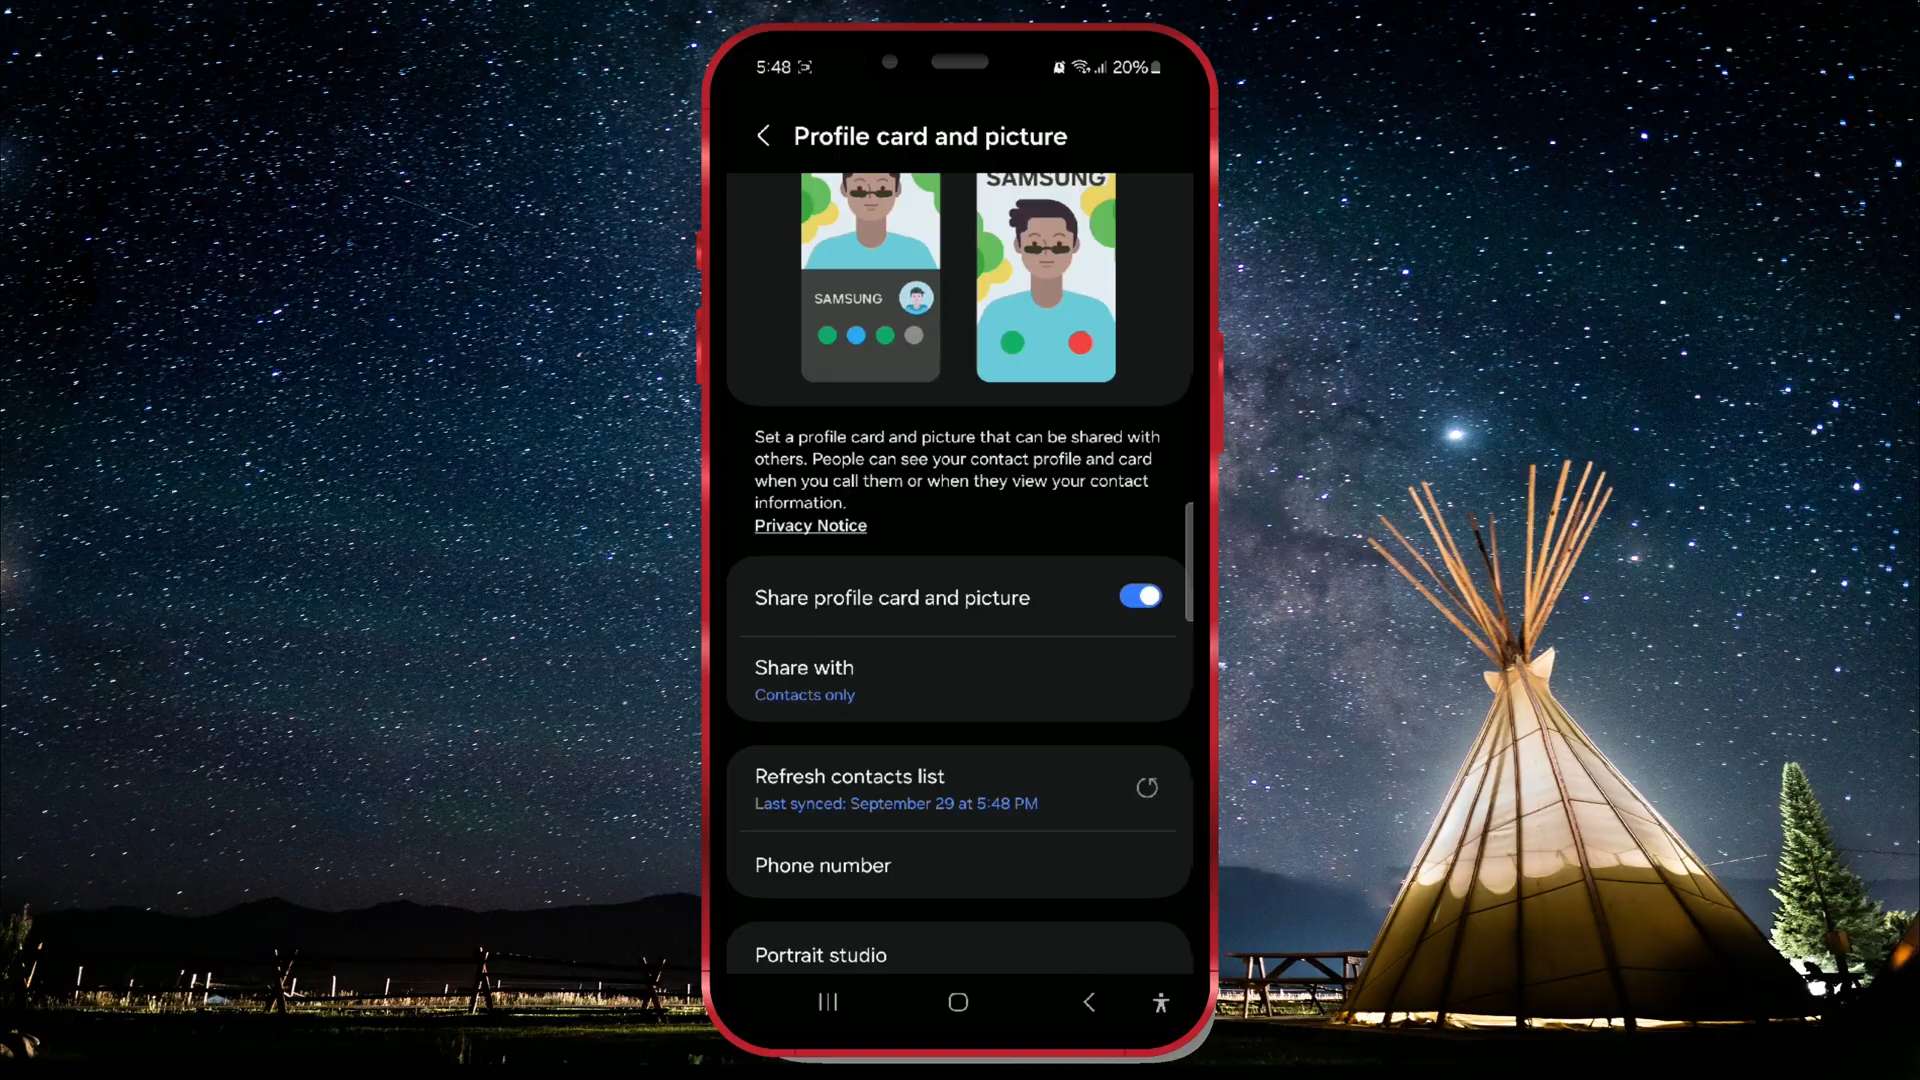 5:48
20%
Profile card and picture
SAMSUNG
SAMSUNG
Set a profile card and picture that can be shared with
others. People can see your contact profile and card
when you call them or when they view your contact
information.
Privacy Notice
Share profile card and picture
Share with
Contacts only
Refresh contacts list
Last synced: September 29 at 5:48 PM
Phone number
Portrait studio